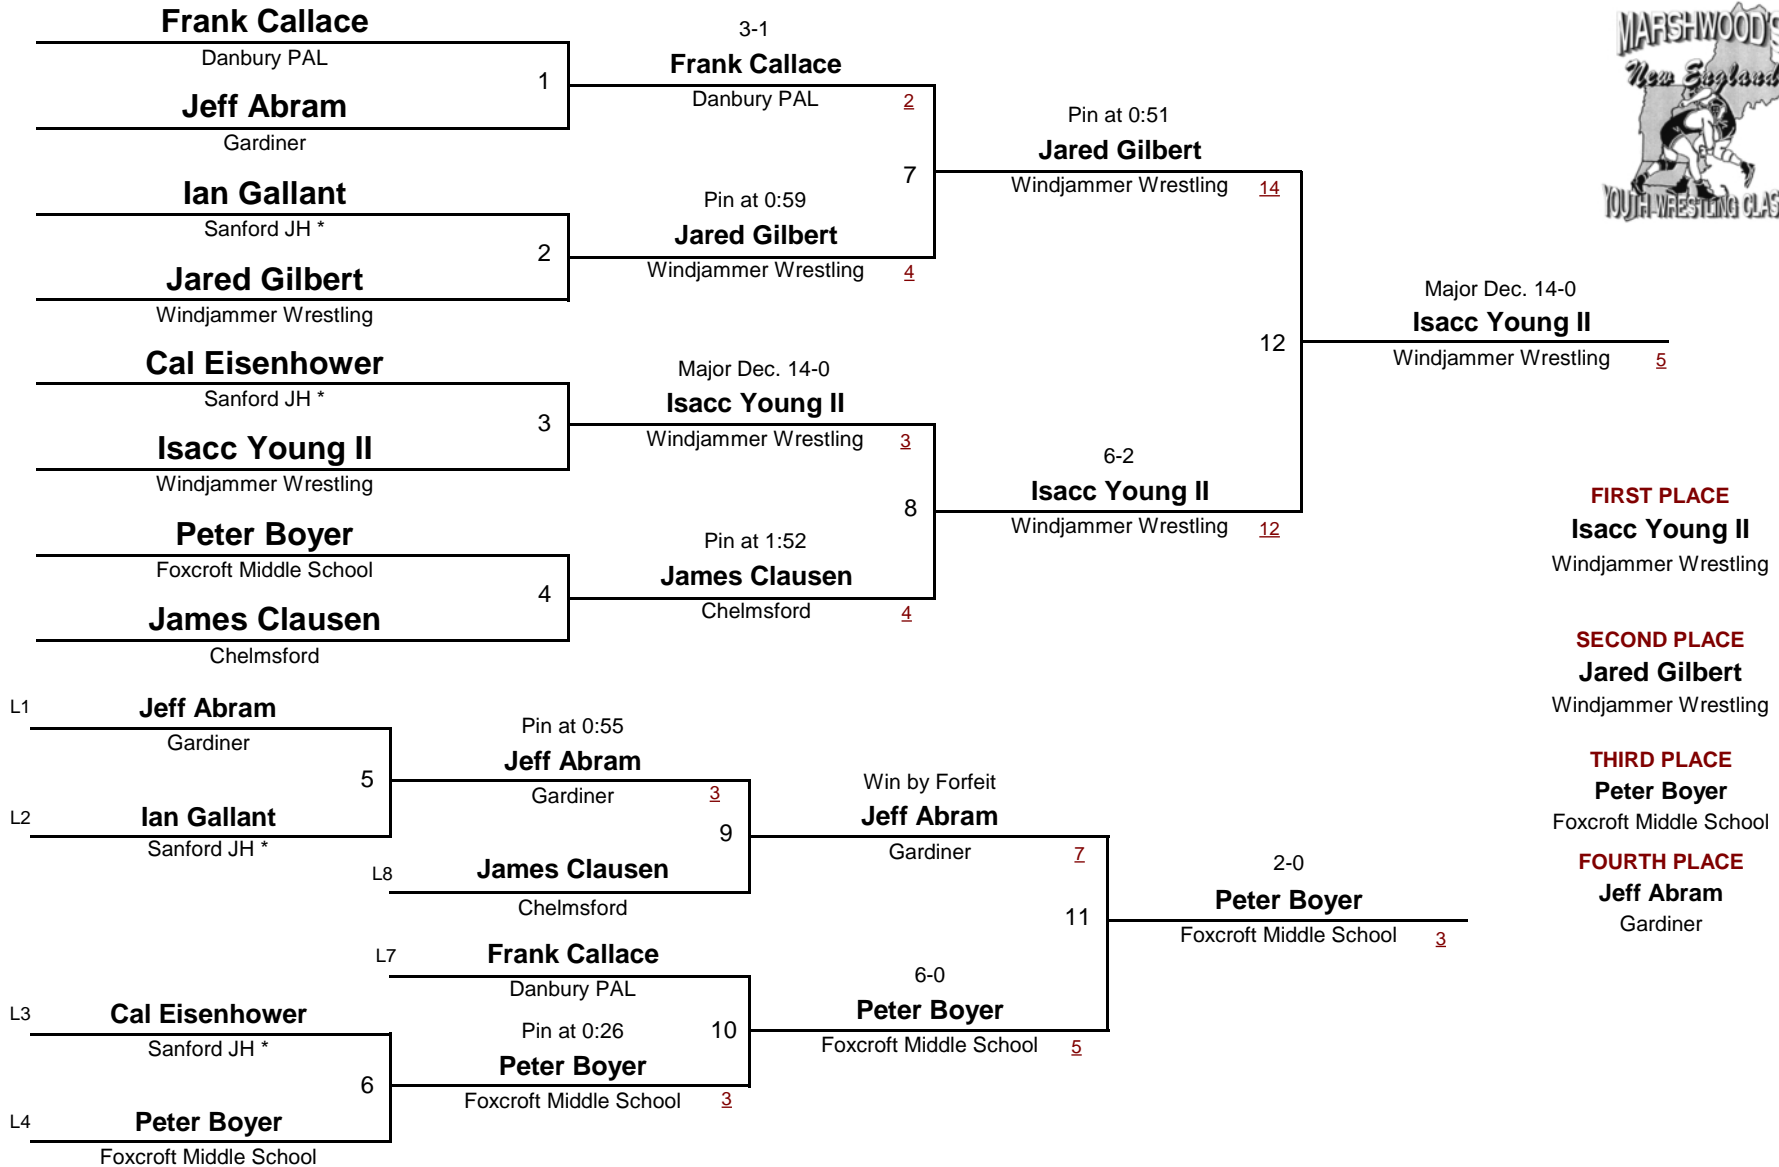 Frank Callace
Danbury PAL
1
Jeff Abram
Gardiner
Ian Gallant
Sanford JH *
2
Jared Gilbert
Windjammer Wrestling
Cal Eisenhower
Sanford JH *
3
Isacc Young II
Windjammer Wrestling
Peter Boyer
Foxcroft Middle School
4
James Clausen
Chelmsford
3-1
Frank Callace
Danbury PAL 2
7
Pin at 0:59
Jared Gilbert
Windjammer Wrestling 4
Major Dec. 14-0
Isacc Young II
Windjammer Wrestling 3
8
Pin at 1:52
James Clausen
Chelmsford 4
Pin at 0:51
Jared Gilbert
Windjammer Wrestling 14
12
6-2
Isacc Young II
Windjammer Wrestling 12
Major Dec. 14-0
Isacc Young II
Windjammer Wrestling 5
MARSHWOOD'S
New England
YOUTH WRESTLING CLAS
FIRST PLACE
Isacc Young II
Windjammer Wrestling
SECOND PLACE
Jared Gilbert
Windjammer Wrestling
THIRD PLACE
Peter Boyer
Foxcroft Middle School
FOURTH PLACE
Jeff Abram
Gardiner
L1 Jeff Abram
Gardiner
5
L2 Ian Gallant
Sanford JH *
Pin at 0:55
Jeff Abram
Gardiner 3
9
L8 James Clausen
Chelmsford
L7 Frank Callace
Danbury PAL
L3 Cal Eisenhower
Sanford JH *
6
L4 Peter Boyer
Foxcroft Middle School
Pin at 0:26
10
Peter Boyer
Foxcroft Middle School 3
Win by Forfeit
Jeff Abram
Gardiner 7
11
6-0
Peter Boyer
Foxcroft Middle School 5
2-0
Peter Boyer
Foxcroft Middle School 3